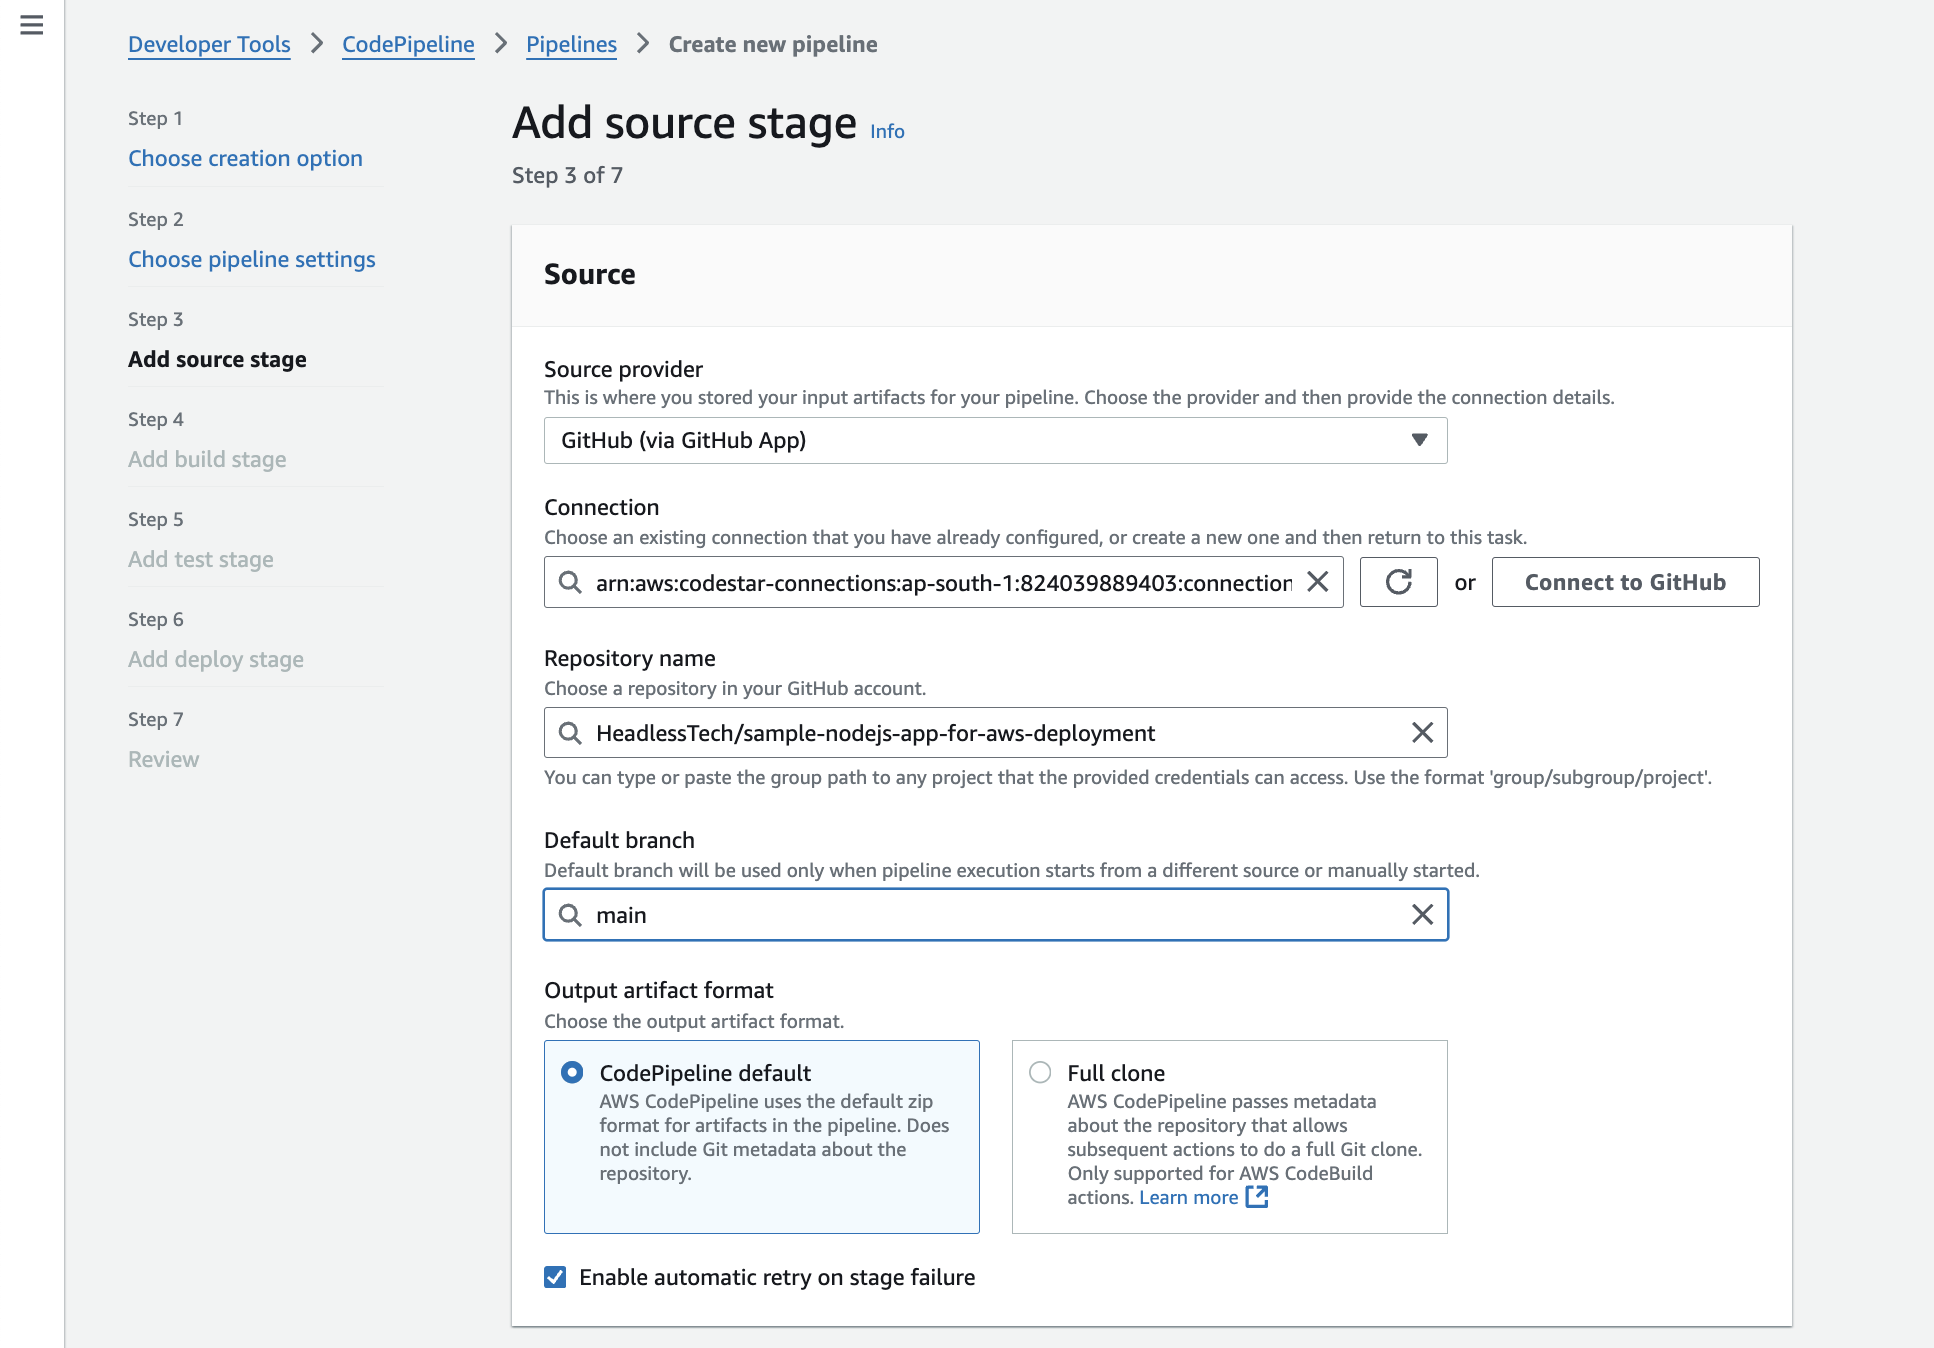 Developer Tools > CodePipeline > Pipelines > Create new pipeline
Step 1
Choose creation option
Step 2
Choose pipeline settings
Step 3
Add source stage
Step 4
Add build stage
Step 5
Add test stage
Step 6
Add deploy stage
Step 7
Review
Add source stage Info
Step 3 of 7
Source
Source provider
This is where you stored your input artifacts for your pipeline. Choose the provider and then provide the connection details.
GitHub (via GitHub App)
Connection
Choose an existing connection that you have already configured, or create a new one and then return to this task.
arn:aws:codestar-connections:ap-south-1:824039889403:connection or Connect to GitHub
Repository name
Choose a repository in your GitHub account.
HeadlessTech/sample-nodejs-app-for-aws-deployment
You can type or paste the group path to any project that the provided credentials can access. Use the format 'group/subgroup/project'.
Default branch
Default branch will be used only when pipeline execution starts from a different source or manually started.
main
Output artifact format
Choose the output artifact format.
CodePipeline default
AWS CodePipeline uses the default zip
format for artifacts in the pipeline. Does
not include Git metadata about the
repository.
Full clone
AWS CodePipeline passes metadata
about the repository that allows
subsequent actions to do a full Git clone.
Only supported for AWS CodeBuild
actions. Learn more
Enable automatic retry on stage failure